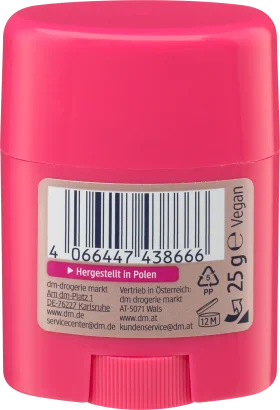 4 066447 438666
Hergestellt in Polen
dm-drogerie markt
Am dm-Platz 1
DE-76227 Karlsruhe
www.dm.de
servicecenter@dm.de
Vertrieb in Österreich:
dm drogerie markt
AT-5071 Wals
www.dm.at
kundenservice@dm.at
5
PP
12 M
25 g e Vegan